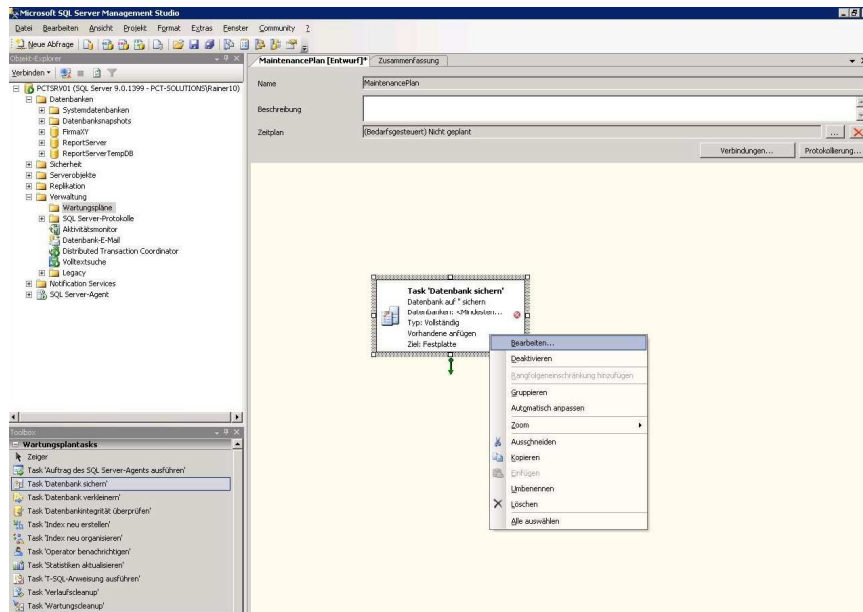 Microsoft SQL Server Management Studio
Datei Bearbeiten Ansicht Projekt Format Extras Fenster Community ?
Neue Abfrage
Objekt-Explorer
Verbinden
PCTSRV01 (SQL Server 9.0.1399 - PCT-SOLUTIONS\Rainer10)
Datenbanken
Systemdatenbanken
Datenbanksnapshots
FirmaXY
ReportServer
ReportServerTempDB
Sicherheit
Serverobjekte
Replikation
Verwaltung
Wartungspläne
SQL Server-Protokolle
Aktivitätsmonitor
Datenbank-E-Mail
Distributed Transaction Coordinator
Volltextsuche
Legacy
Notification Services
SQL Server-Agent
Toolbox
Wartungsplantasks
Zeiger
Task 'Auftrag des SQL Server-Agents ausführen'
Task 'Datenbank sichern'
Task 'Datenbank verkleinern'
Task 'Datenbankintegrität überprüfen'
Task 'Index neu erstellen'
Task 'Index neu organisieren'
Task 'Operator benachrichtigen'
Task 'Statistiken aktualisieren'
Task 'T-SQL-Anweisung ausführen'
Task 'Verlaufscleanup'
Task 'Wartungscleanup'
MaintenancePlan [Entwurf]* Zusammenfassung
Name MaintenancePlan
Beschreibung
Zeitplan (Bedarfsgesteuert) Nicht geplant ...
Verbindungen... Protokollierung...
Task 'Datenbank sichern'
Datenbank auf '' sichern
Datenbanken: <Mindesten...
Typ: Vollständig
Vorhandene anfügen
Ziel: Festplatte
Bearbeiten...
Deaktivieren
Rangfolgeneinschränkung hinzufügen
Gruppieren
Automatisch anpassen
Zoom
Ausschneiden
Kopieren
Einfügen
Umbenennen
Löschen
Alle auswählen